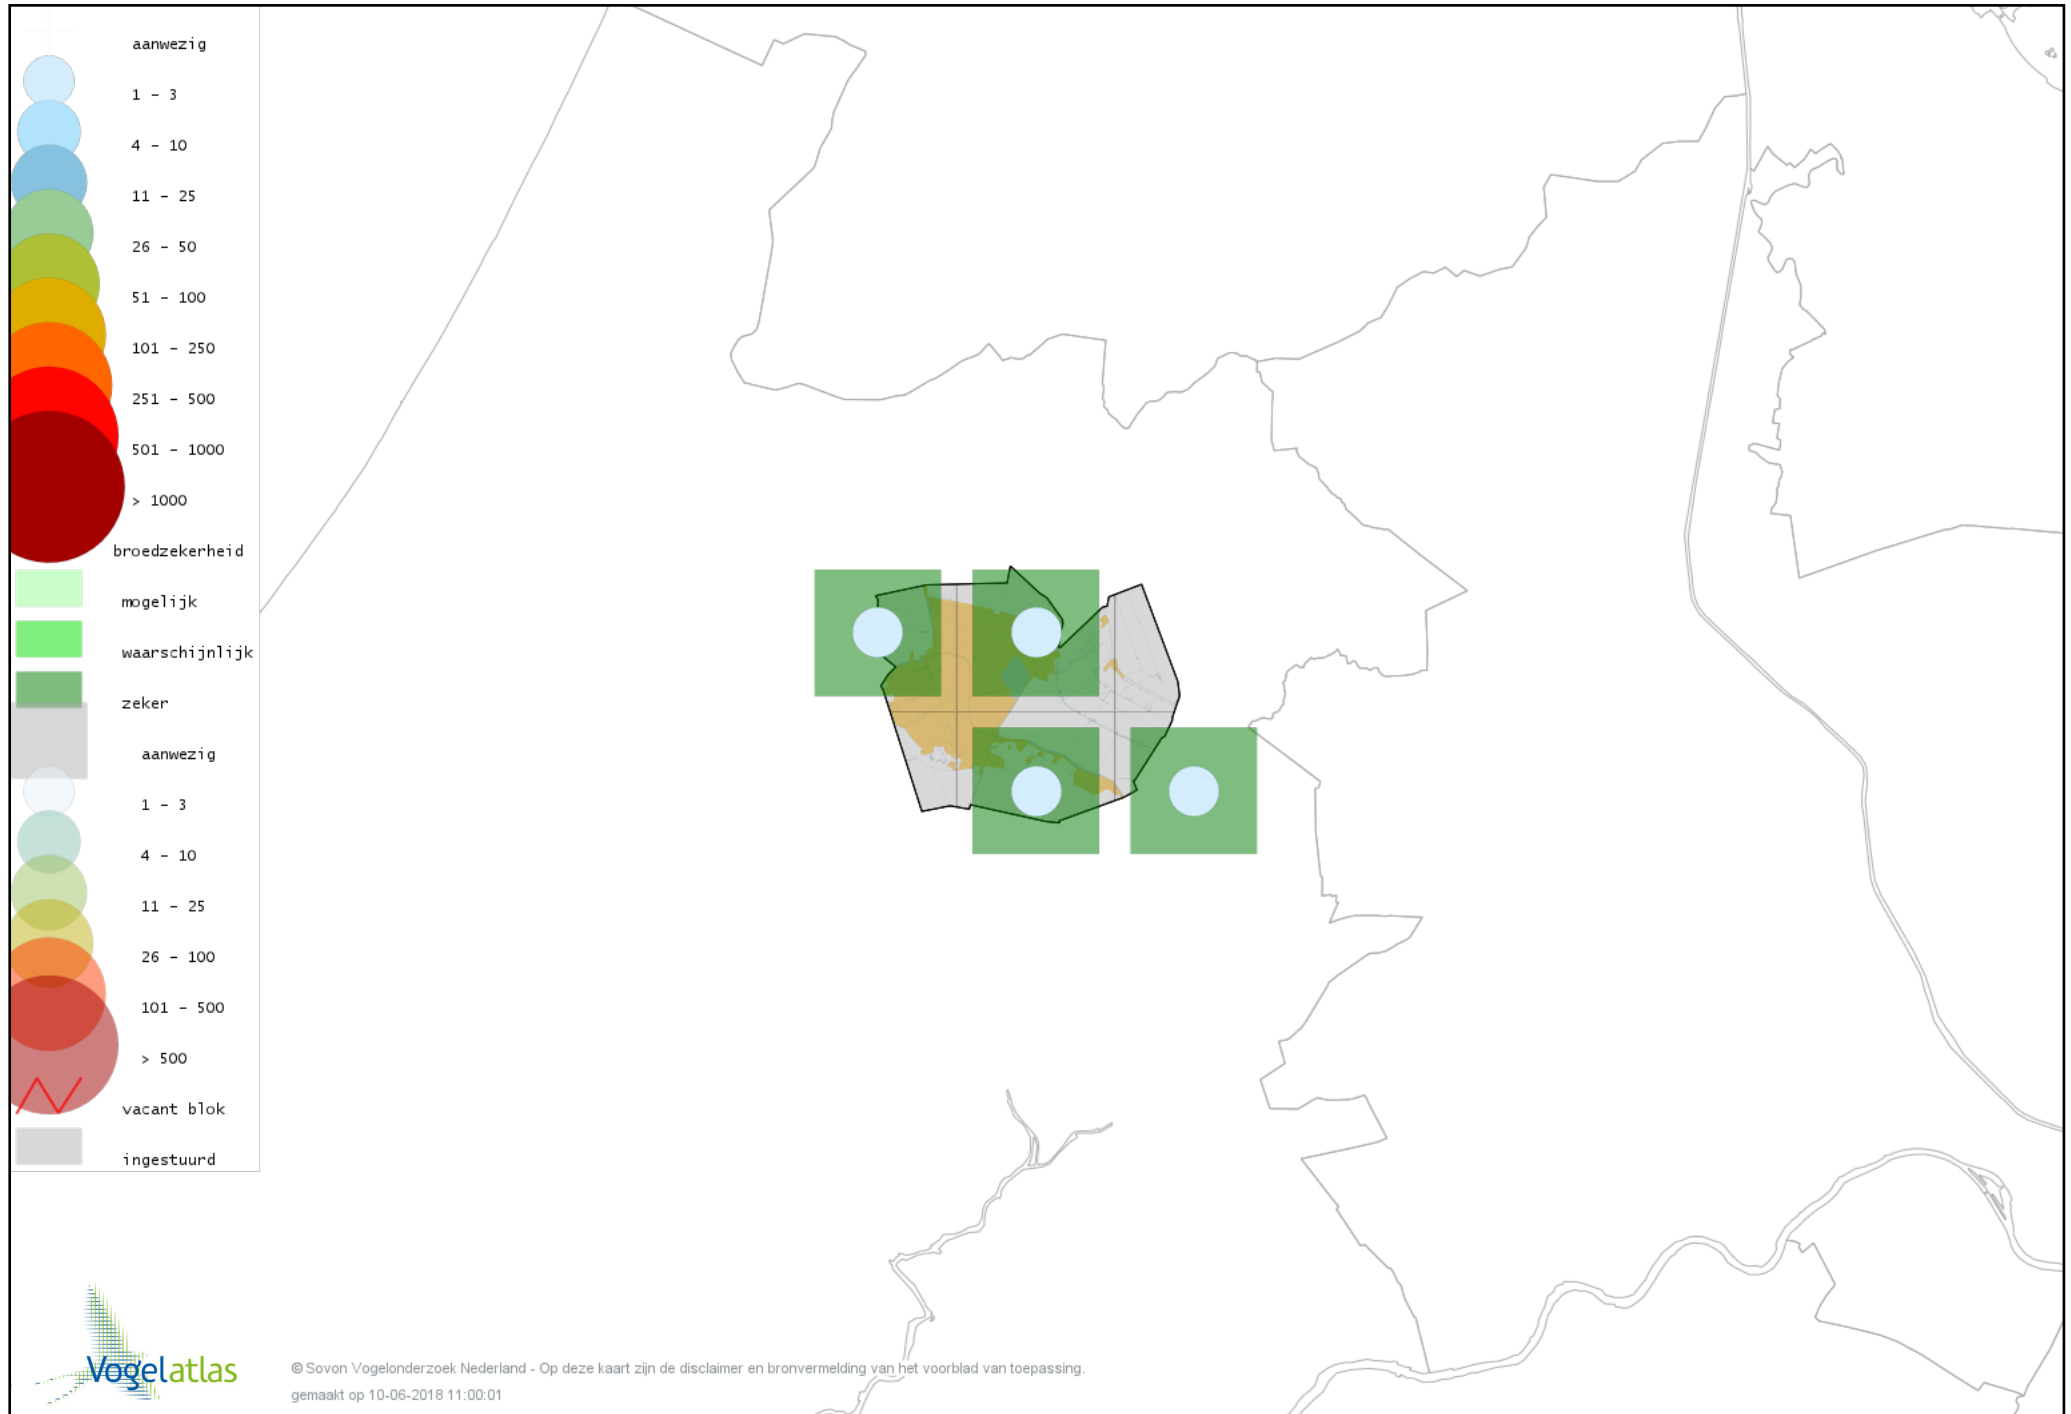 aanwezig
1 - 3
4 - 10
11 - 25
26 - 50
51 - 100
101 - 250
251 - 500
501 - 1000
> 1000
broedzekerheid
mogelijk
waarschijnlijk
zeker
aanwezig
1 - 3
4 - 10
11 - 25
26 - 100
101 - 500
> 500
vacant blok
ingestuurd
Vogelatlas
© Sovon Vogelonderzoek Nederland - Op deze kaart zijn de disclaimer en bronvermelding van het voorblad van toepassing.
gemaakt op 10-06-2018 11:00:01